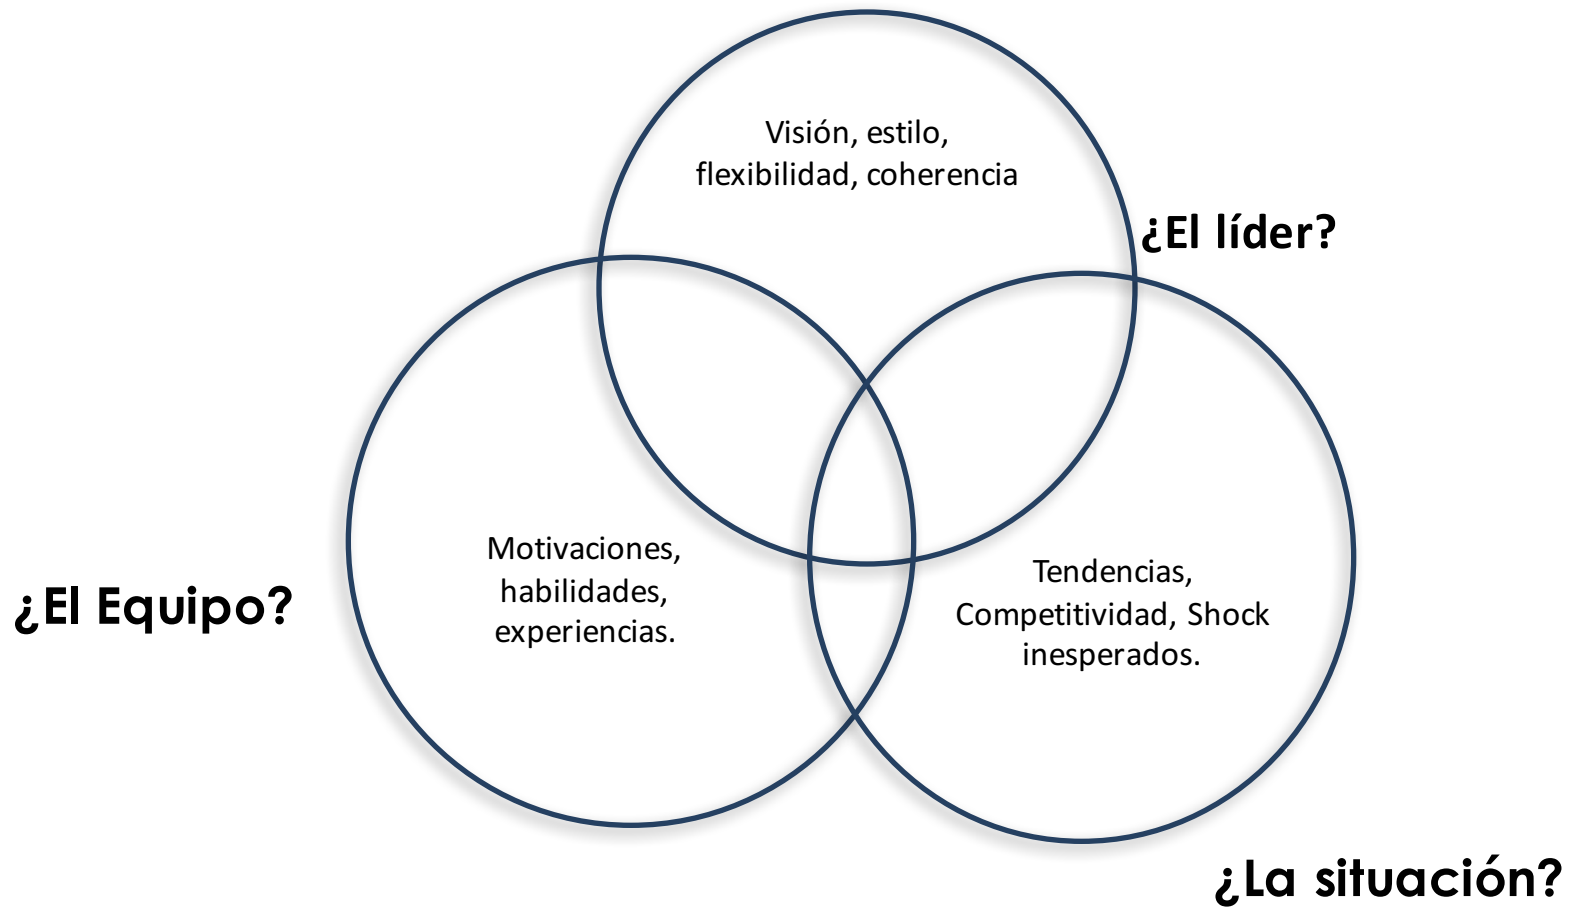 Visión, estilo,
flexibilidad, coherencia
¿El líder?
Motivaciones,
habilidades,
experiencias.
¿El Equipo?
Tendencias,
Competitividad, Shock
inesperados.
¿La situación?